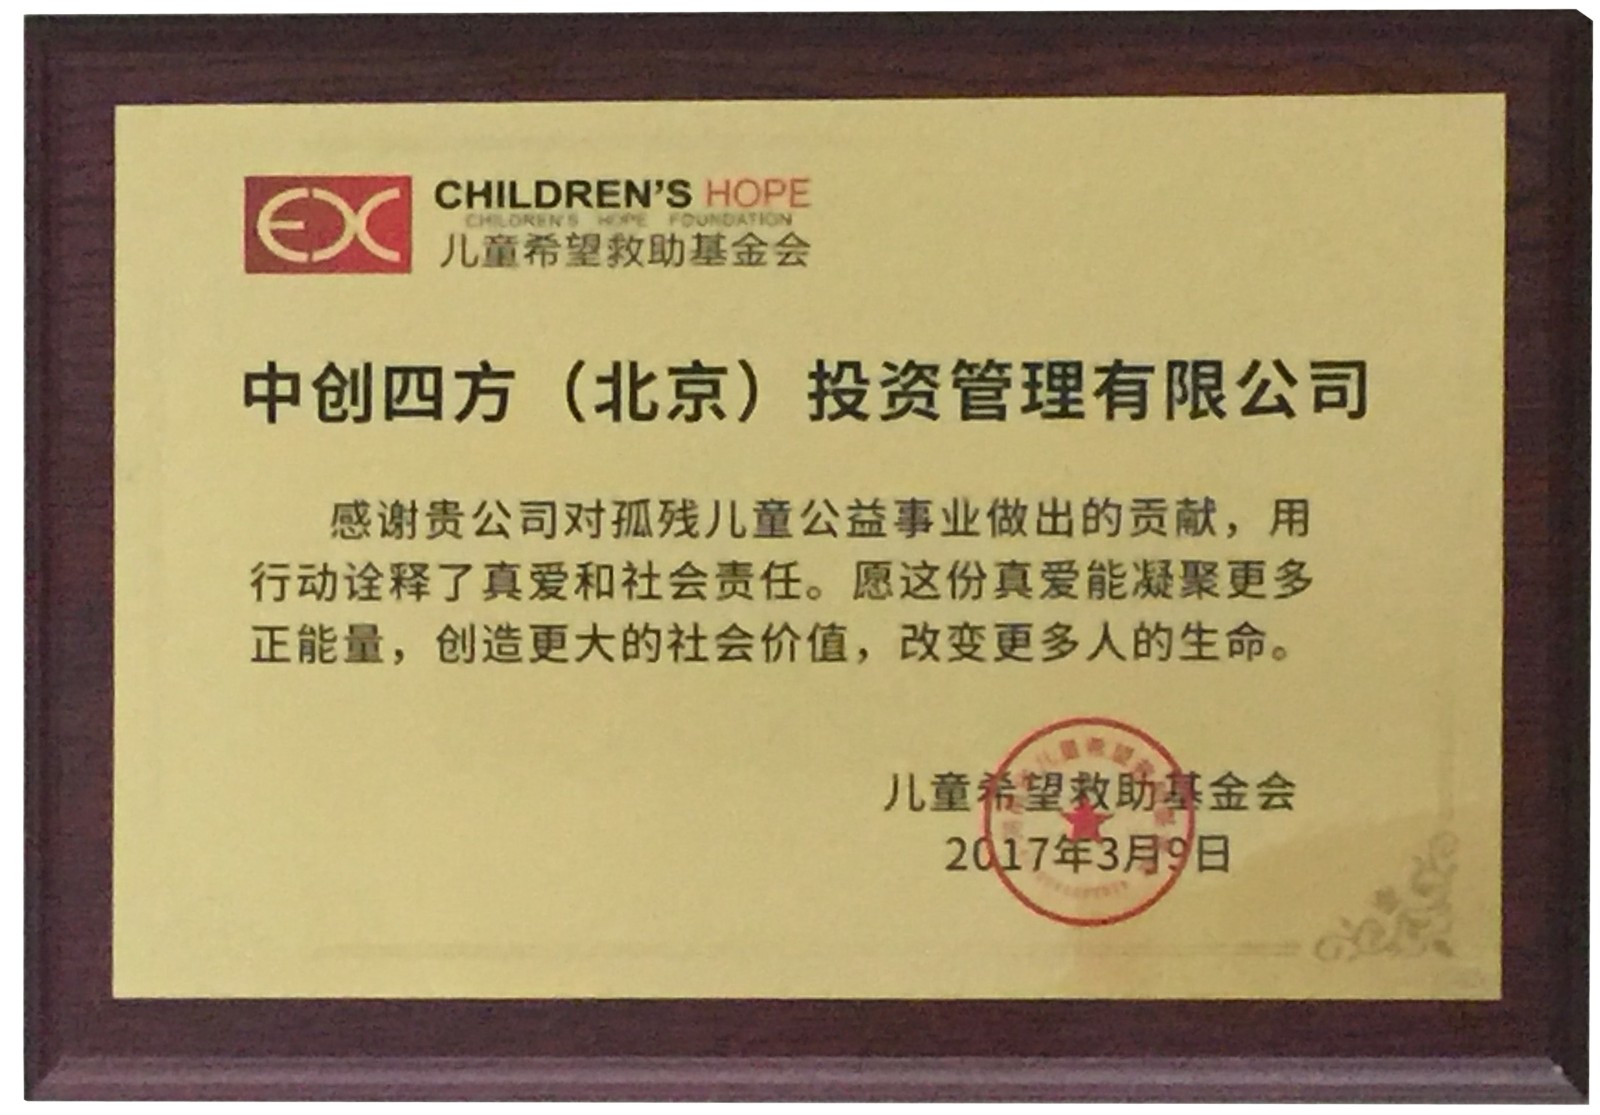 CHILDREN'S HOPE
CHILDREN'S HOPE FOUNDATION
儿童希望救助基金会
中创四方（北京）投资管理有限公司
感谢贵公司对孤残儿童公益事业做出的贡献，用
行动诠释了真爱和社会责任。愿这份真爱能凝聚更多
正能量，创造更大的社会价值，改变更多人的生命。
儿童希望救助基金会
2017年3月9日